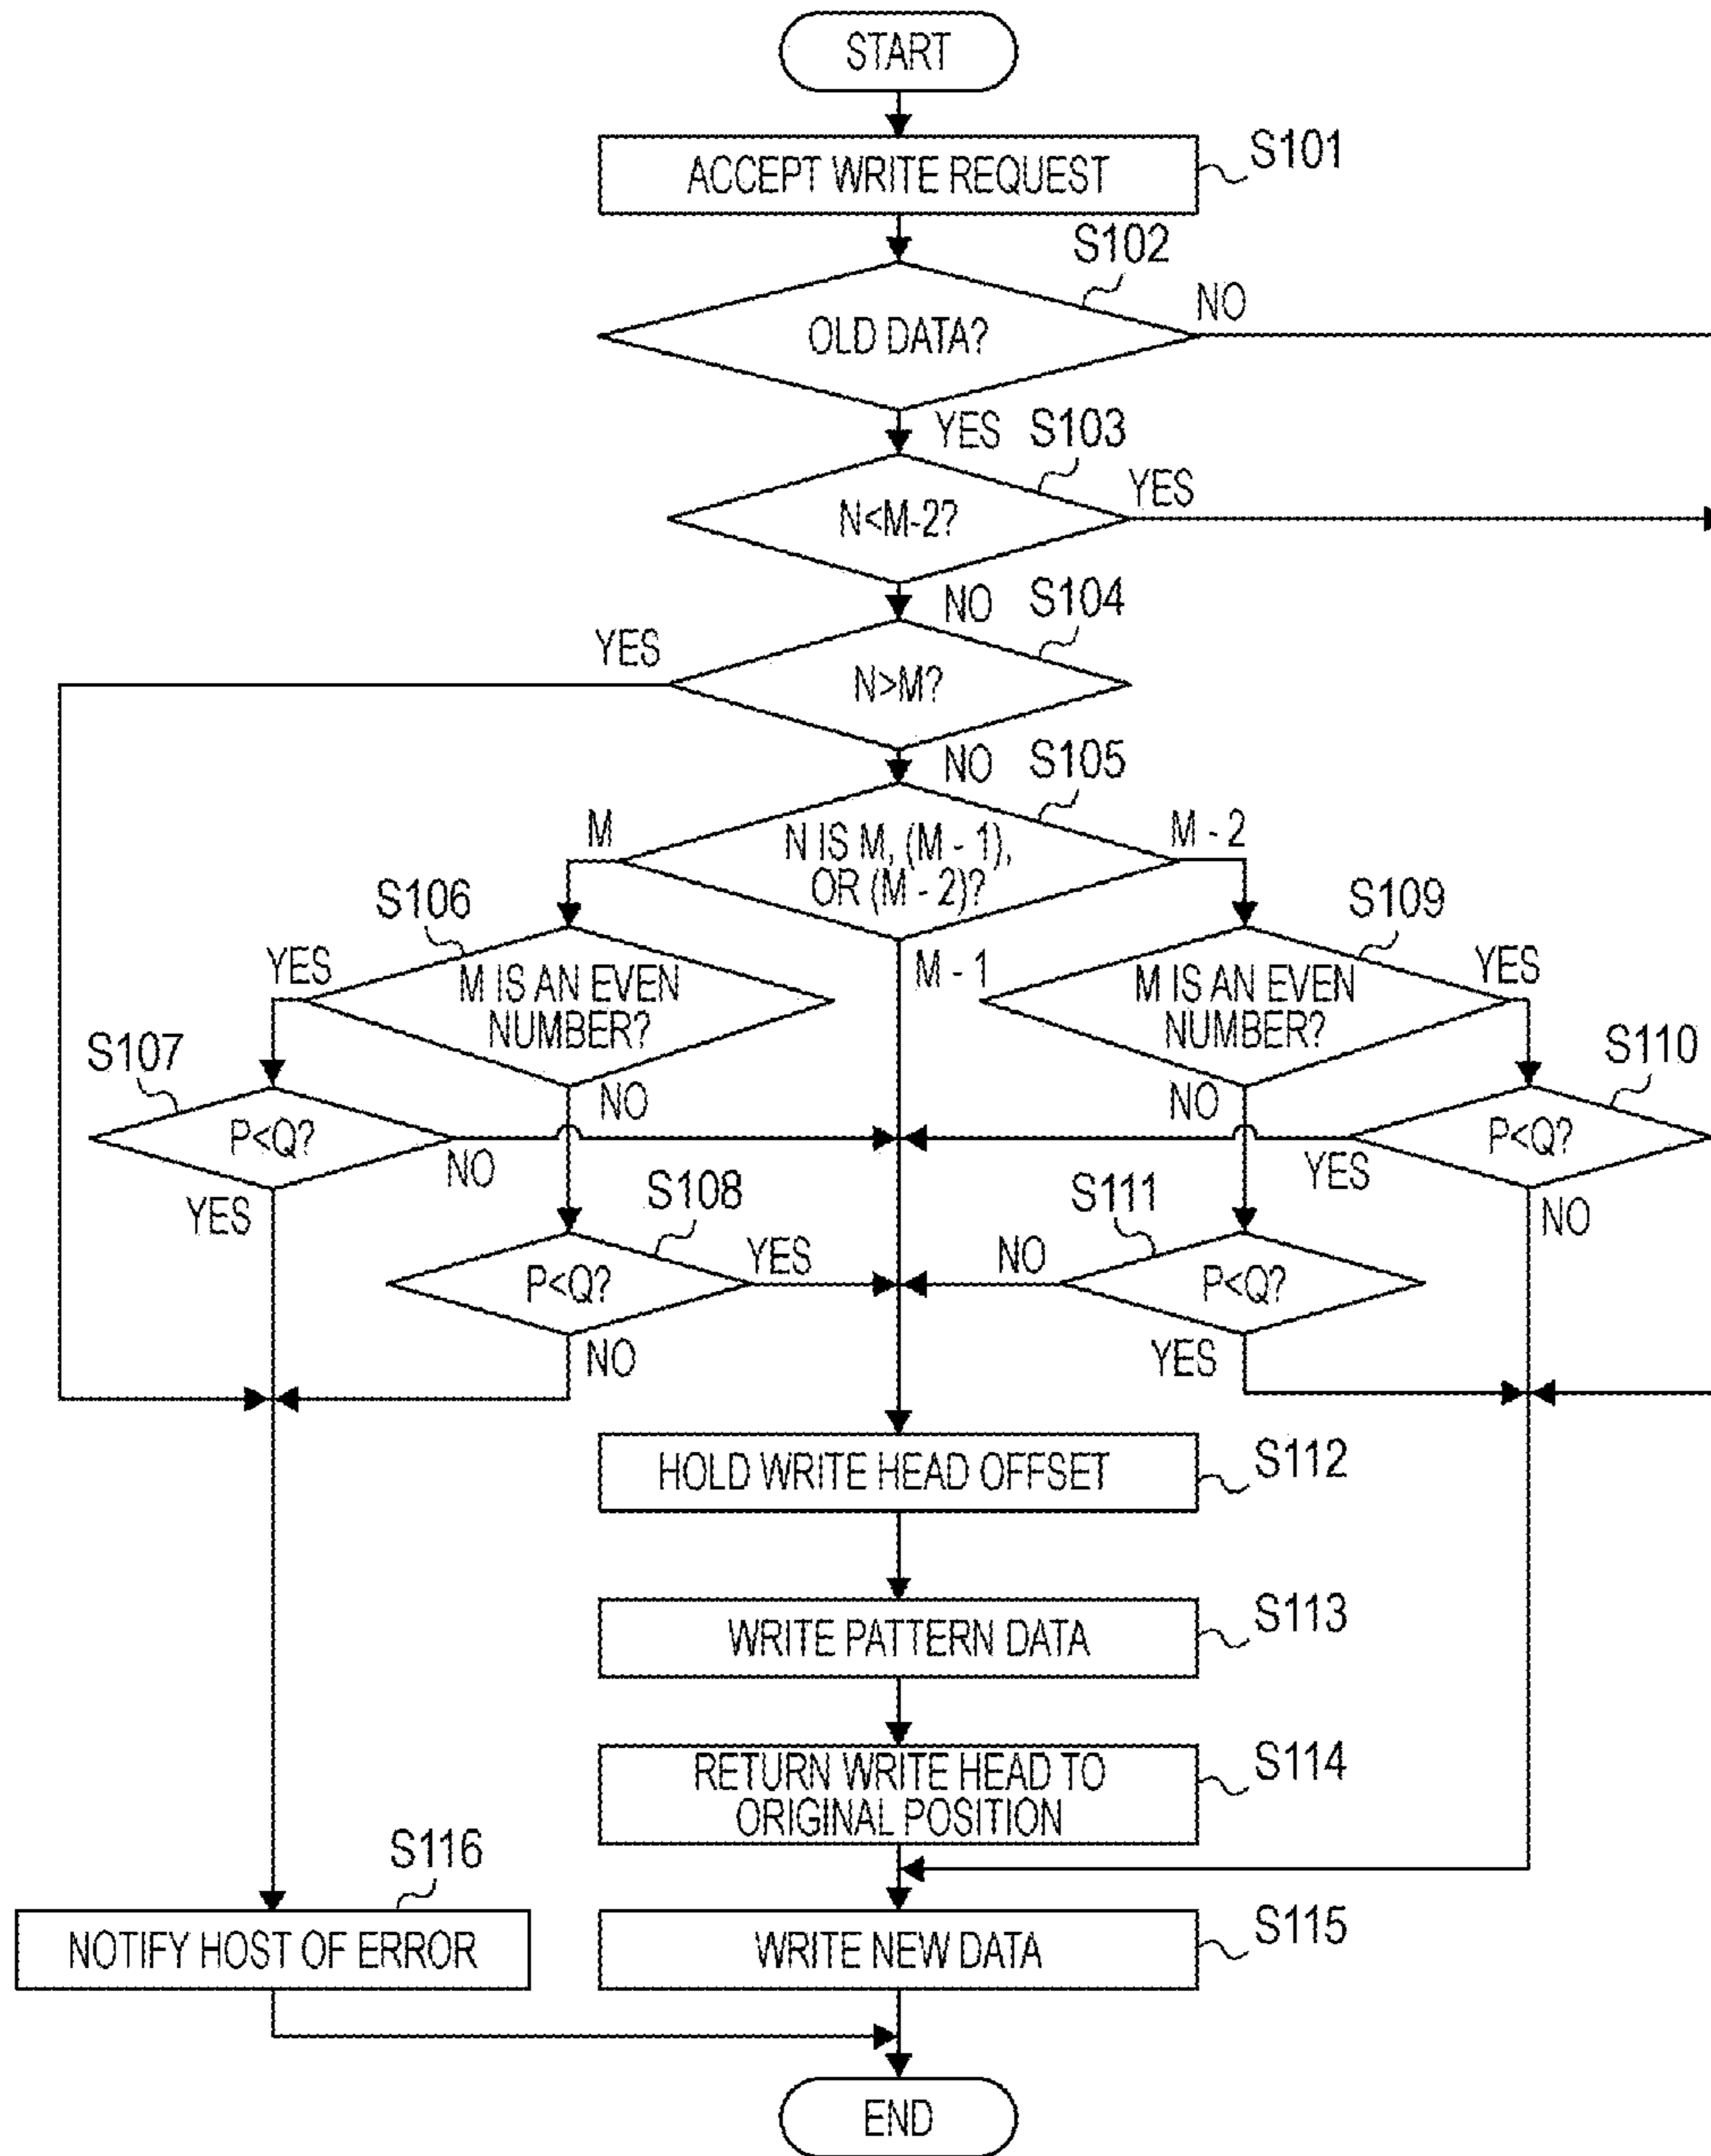 START
ACCEPT WRITE REQUEST
S101
S102
OLD DATA?
NO
YES
S103
N<M-2?
YES
NO
S104
YES
N>M?
NO
S105
M
N IS M, (M - 1),
OR (M - 2)?
M - 2
S106
S109
YES
M IS AN EVEN
NUMBER?
M - 1
M IS AN EVEN
NUMBER?
YES
S107
S110
NO
NO
P<Q?
NO
YES
P<Q?
YES
S108
S111
NO
P<Q?
YES
NO
P<Q?
NO
YES
HOLD WRITE HEAD OFFSET
S112
WRITE PATTERN DATA
S113
RETURN WRITE HEAD TO
ORIGINAL POSITION
S114
S116
NOTIFY HOST OF ERROR
WRITE NEW DATA
S115
END